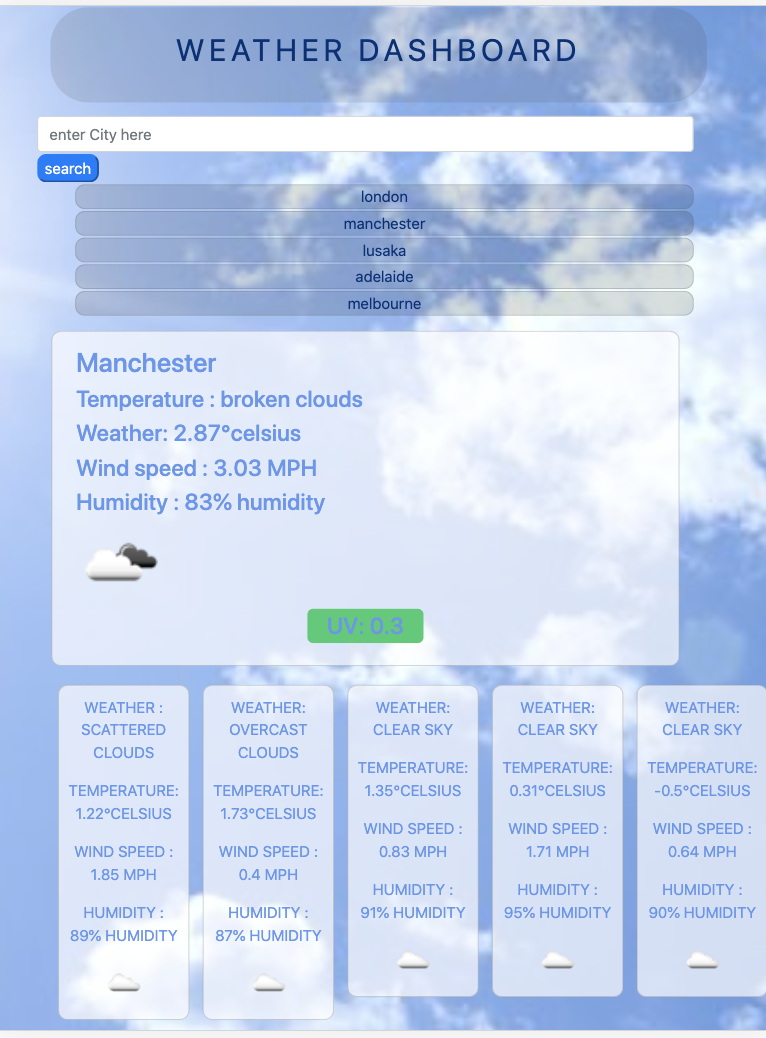 WEATHER DASHBOARD
enter City here
search
london
manchester
lusaka
adelaide
melbourne
Manchester
Temperature : broken clouds
Weather: 2.87°celsius
Wind speed : 3.03 MPH
Humidity : 83% humidity
UV: 0.3
WEATHER :
SCATTERED
CLOUDS
TEMPERATURE:
1.22°CELSIUS
WIND SPEED :
1.85 MPH
HUMIDITY :
89% HUMIDITY
WEATHER:
OVERCAST
CLOUDS
TEMPERATURE:
1.73°CELSIUS
WIND SPEED :
0.4 MPH
HUMIDITY :
87% HUMIDITY
WEATHER:
CLEAR SKY
TEMPERATURE:
1.35°CELSIUS
WIND SPEED :
0.83 MPH
HUMIDITY :
91% HUMIDITY
WEATHER:
CLEAR SKY
TEMPERATURE:
0.31°CELSIUS
WIND SPEED :
1.71 MPH
HUMIDITY :
95% HUMIDITY
WEATHER:
CLEAR SKY
TEMPERATURE:
-0.5°CELSIUS
WIND SPEED :
0.64 MPH
HUMIDITY :
90% HUMIDITY